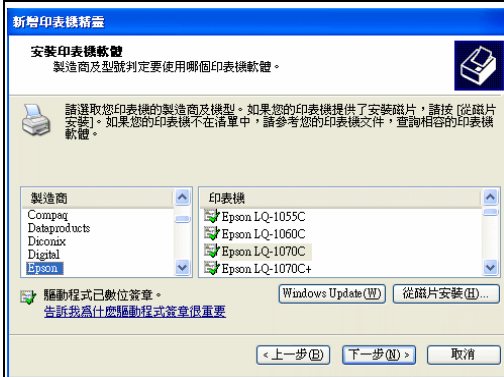 新增印表機精靈
安裝印表機軟體
製造商及型號判定要使用哪個印表機軟體。
請選取您印表機的製造商及機型。如果您的印表機提供了安裝磁片，請按 [從磁片
安裝]。如果您的印表機不在清單中，請參考您的印表機文件，查詢相容的印表機
軟體。
製造商
Compaq
Dataproducts
Diconix
Digital
Epson
印表機
Epson LQ-1055C
Epson LQ-1060C
Epson LQ-1070C
Epson LQ-1070C+
驅動程式已數位簽章。
告訴我爲什麼驅動程式簽章很重要
Windows Update(W)
從磁片安裝(H)...
<上一步(B)
下一步(N)>
取消